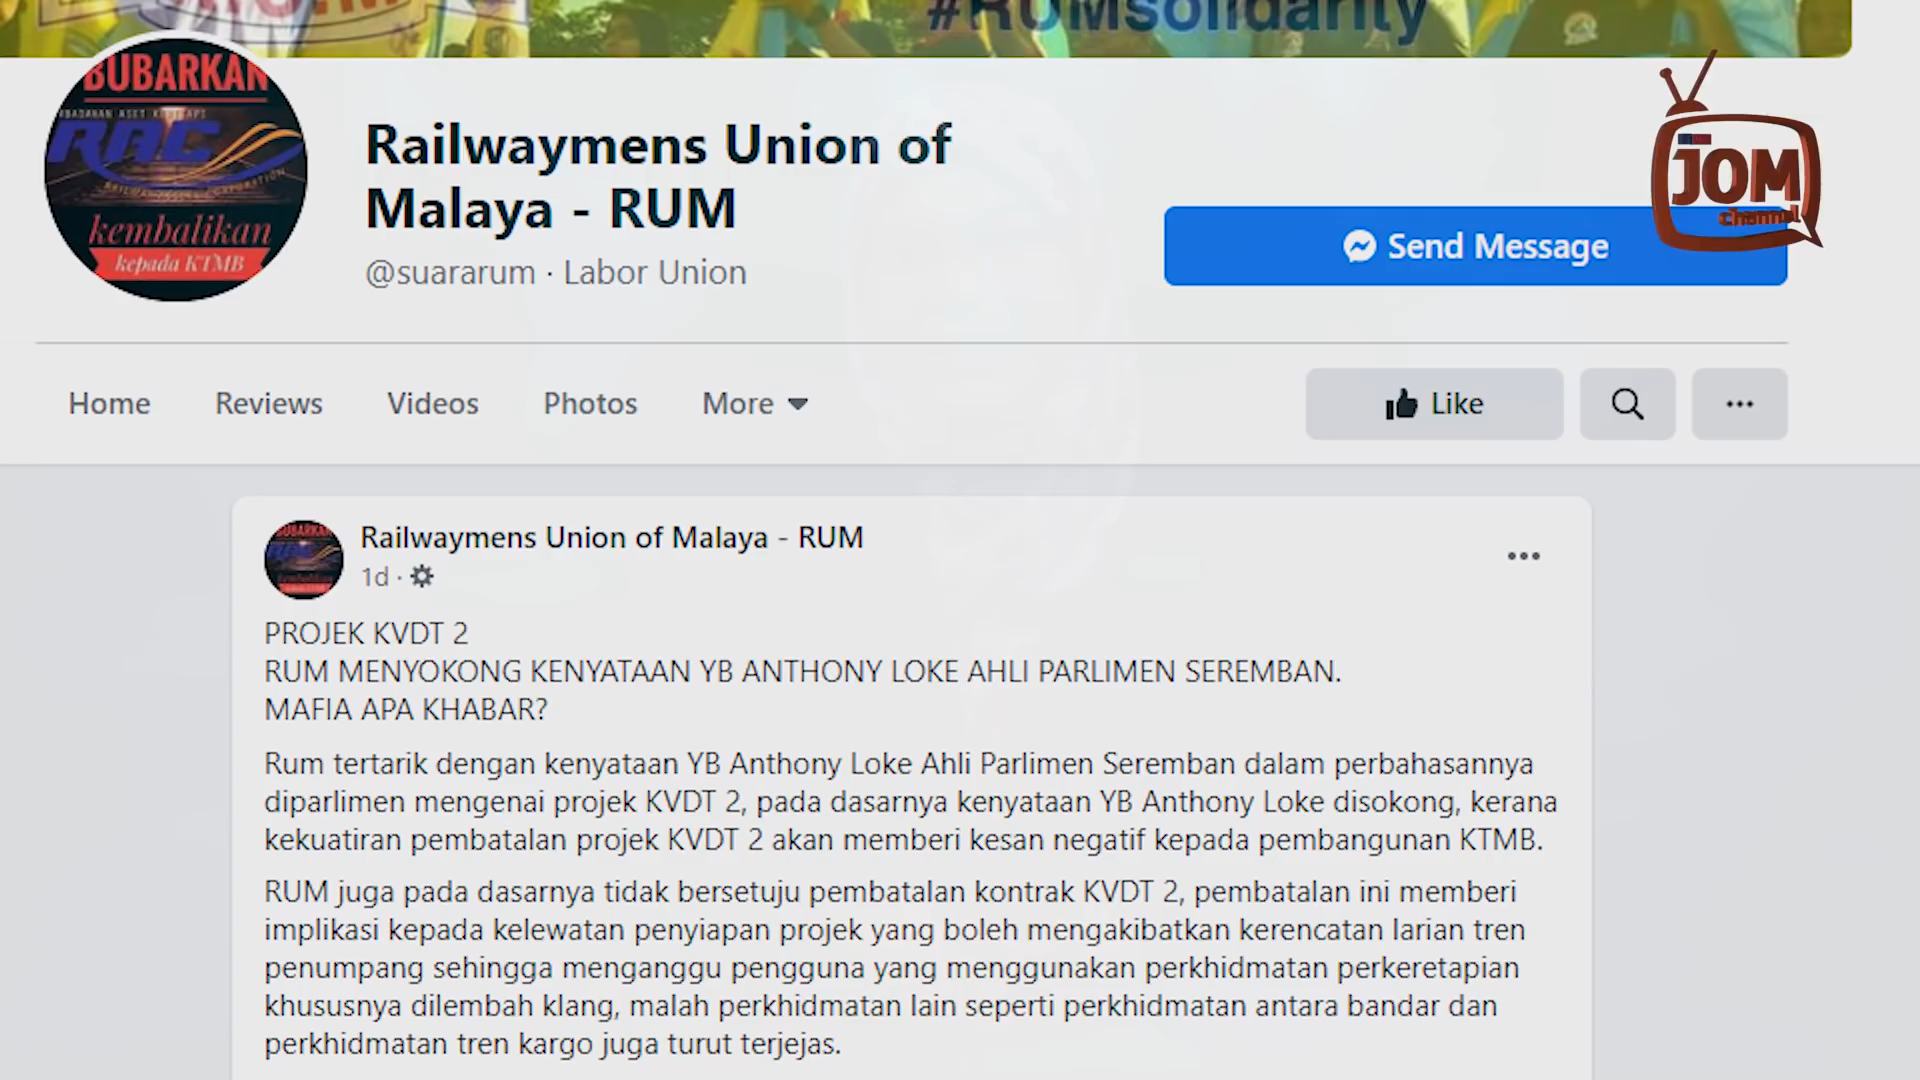 #RUMsolidarity
BUBARKAN
RAC
kembalikan
kepada KTMB
Railwaymens Union of
Malaya - RUM
@suararum · Labor Union
Send Message
JOM
channel
Home Reviews Videos Photos More
Like
Railwaymens Union of Malaya - RUM
1d ·
PROJEK KVDT 2
RUM MENYOKONG KENYATAAN YB ANTHONY LOKE AHLI PARLIMEN SEREMBAN.
MAFIA APA KHABAR?
Rum tertarik dengan kenyataan YB Anthony Loke Ahli Parlimen Seremban dalam perbahasannya
diparlimen mengenai projek KVDT 2, pada dasarnya kenyataan YB Anthony Loke disokong, kerana
kekuatiran pembatalan projek KVDT 2 akan memberi kesan negatif kepada pembangunan KTMB.
RUM juga pada dasarnya tidak bersetuju pembatalan kontrak KVDT 2, pembatalan ini memberi
implikasi kepada kelewatan penyiapan projek yang boleh mengakibatkan kerencatan larian tren
penumpang sehingga menganggu pengguna yang menggunakan perkhidmatan perkeretapian
khususnya dilembah klang, malah perkhidmatan lain seperti perkhidmatan antara bandar dan
perkhidmatan tren kargo juga turut terjejas.